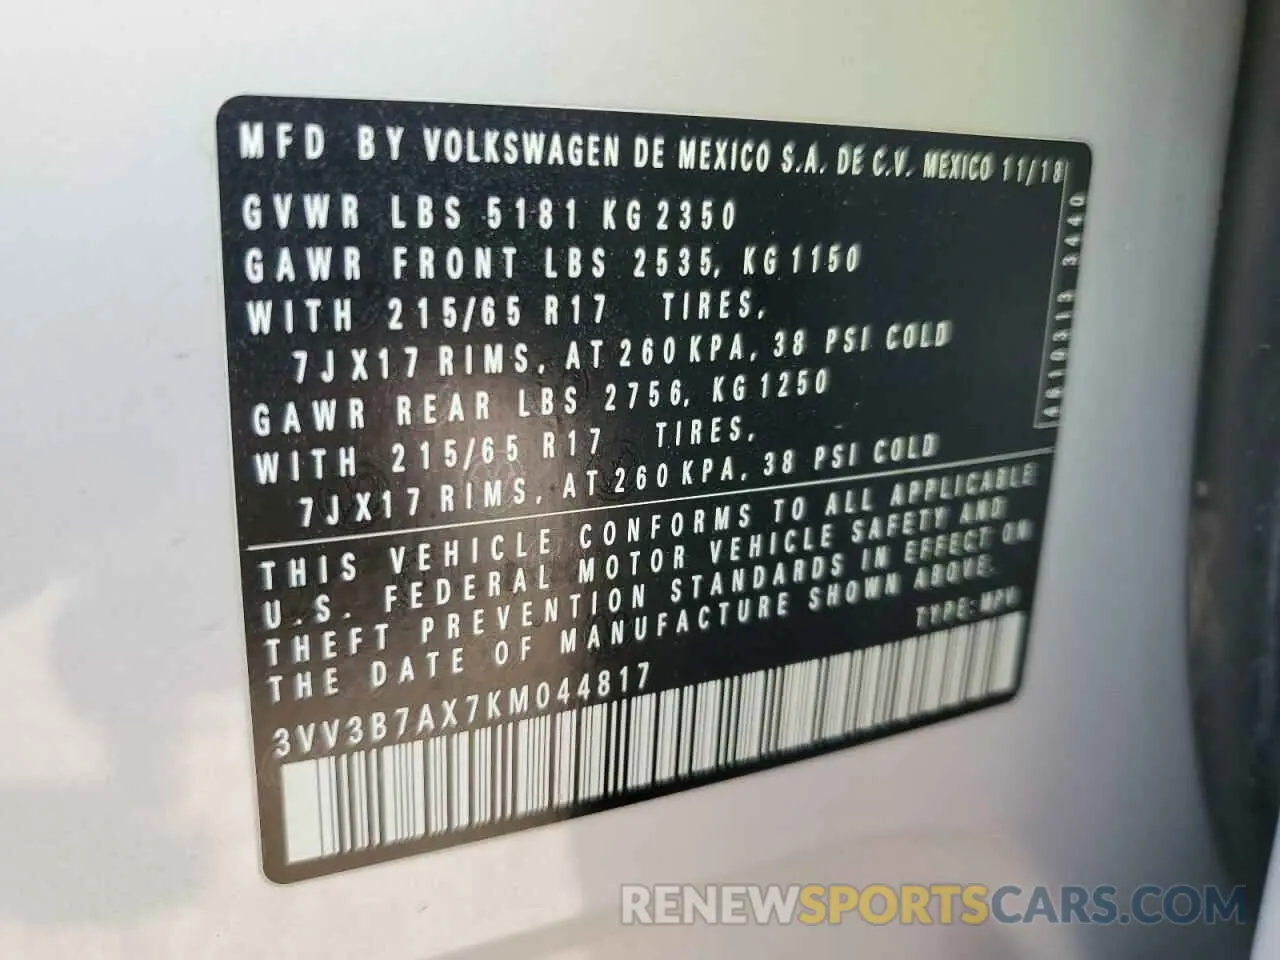 MFD BY VOLKSWAGEN DE MEXICO S.A. DE C.V. MEXICO 11/18
GVWR LBS 5181 KG 2350
GAWR FRONT LBS 2535, KG 1150
WITH 215/65 R17 TIRES,
7JX17 RIMS, AT 260 KPA, 38 PSI COLD
GAWR REAR LBS 2756, KG 1250
WITH 215/65 R17 TIRES,
7JX17 RIMS, AT 260 KPA, 38 PSI COLD
THIS VEHICLE CONFORMS TO ALL APPLICABLE
U.S. FEDERAL MOTOR VEHICLE SAFETY AND
THEFT PREVENTION STANDARDS IN EFFECT ON
THE DATE OF MANUFACTURE SHOWN ABOVE.
TYPE: MPV
3VV3B7AX7KM044817
3440
RENEWSPORTSCARS.COM